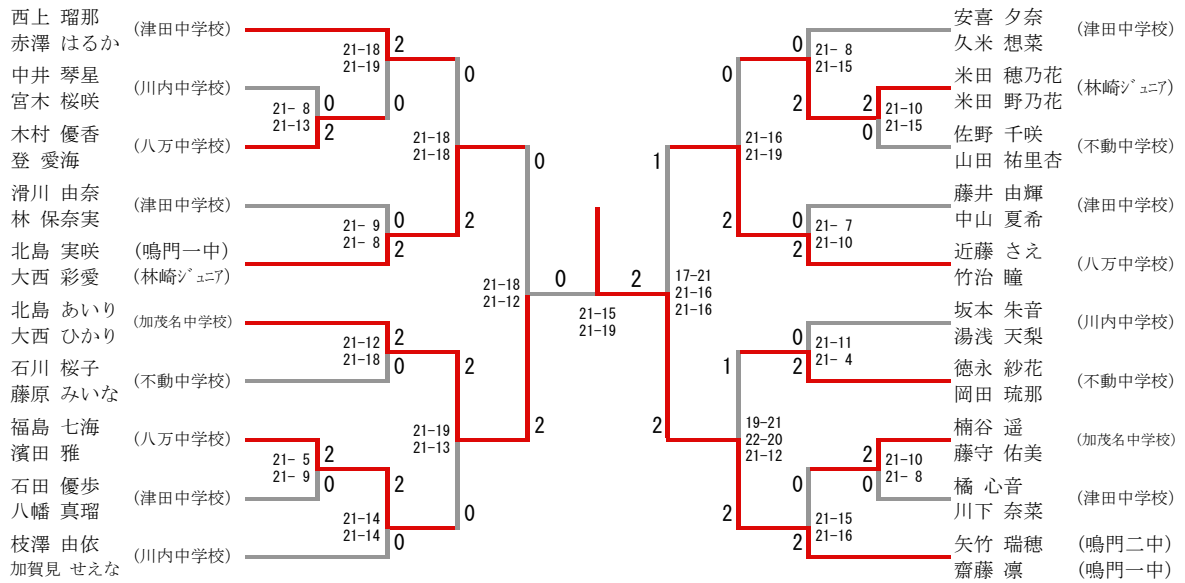 西上 瑠那
赤澤 はるか
(津田中学校)
中井 琴星
宮木 桜咲
(川内中学校)
木村 優香
登 愛海
(八万中学校)
滑川 由奈
林 保奈実
(津田中学校)
北島 実咲 (鳴門一中)
大西 彩愛 (林崎ジュニア)
北島 あいり
大西 ひかり
(加茂名中学校)
石川 桜子
藤原 みいな
(不動中学校)
福島 七海
濱田 雅
(八万中学校)
石田 優歩
八幡 真瑠
(津田中学校)
枝澤 由依
加賀見 せえな
(川内中学校)
21-18
21-19
2
0
21- 8
21-13
0
2
21- 9
21- 8
0
2
21-18
21-18
0
2
21-12
21-18
2
0
21- 5
21- 9
2
0
21-14
21-14
2
0
21-19
21-13
2
0
21-18
21-12
0
2
0
2
21-15
21-19
17-21
21-16
21-16
1
2
21-16
21-19
0
2
21- 8
21-15
0
2
21-10
21-15
2
0
21- 7
21-10
0
2
19-21
22-20
21-12
1
2
21-11
21- 4
0
2
21-10
21- 8
2
0
21-15
21-16
0
2
安喜 夕奈
久米 想菜
(津田中学校)
米田 穂乃花
米田 野乃花
(林崎ジュニア)
佐野 千咲
山田 祐里杏
(不動中学校)
藤井 由輝
中山 夏希
(津田中学校)
近藤 さえ
竹治 瞳
(八万中学校)
坂本 朱音
湯浅 天梨
(川内中学校)
徳永 紗花
岡田 琉那
(不動中学校)
楠谷 遥
藤守 佑美
(加茂名中学校)
橘 心音
川下 奈菜
(津田中学校)
矢竹 瑞穂 (鳴門二中)
齋藤 凛 (鳴門一中)